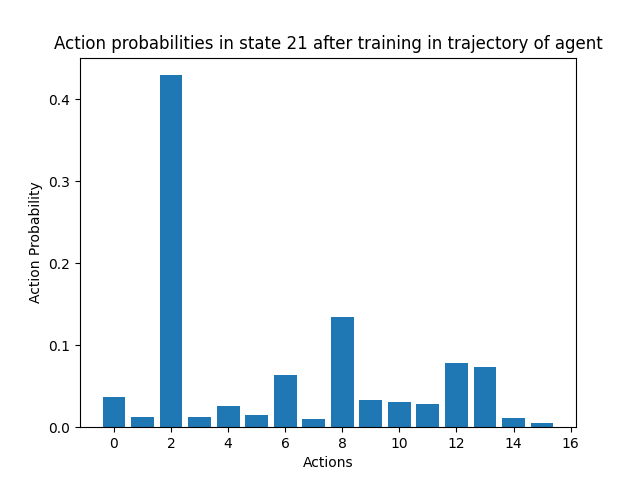 Action probabilities in state 21 after training in trajectory of agent
0.4
0.3
0.2
0.1
0.0
Action Probability
0 2 4 6 8 10 12 14 16
Actions